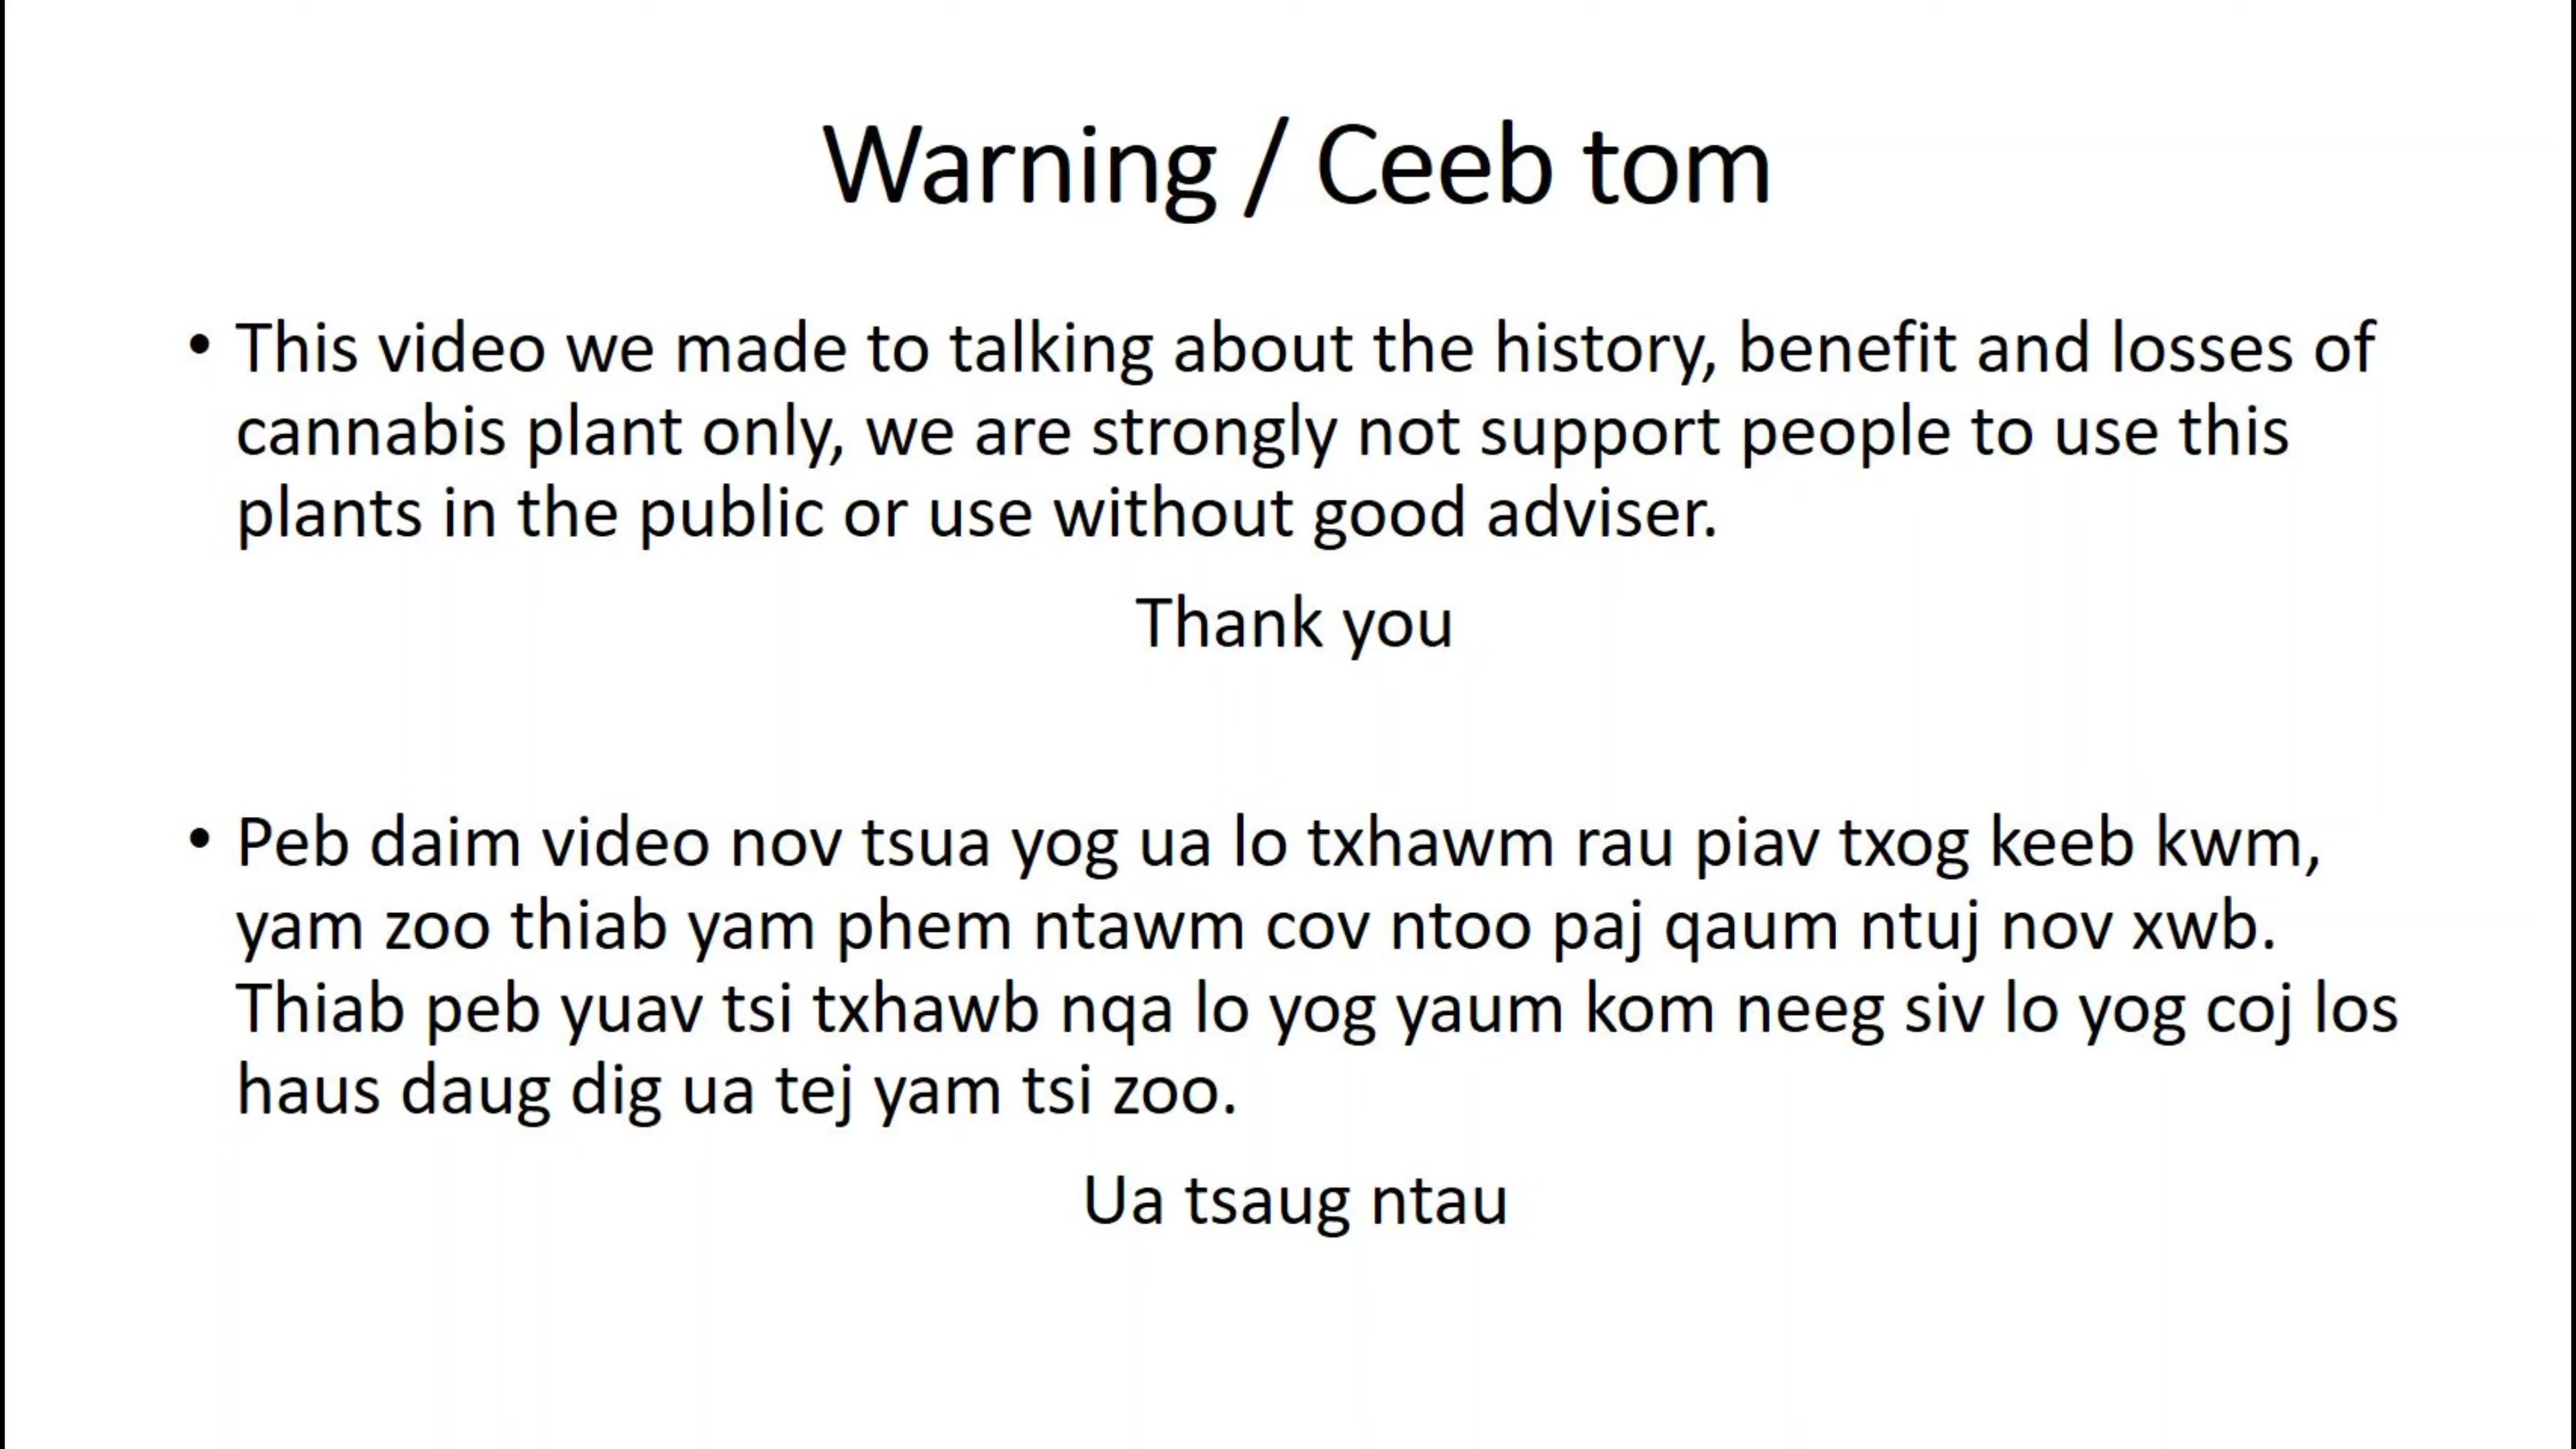 Warning / Ceeb tom
• This video we made to talking about the history, benefit and losses of
cannabis plant only, we are strongly not support people to use this
plants in the public or use without good adviser.
Thank you
• Peb daim video nov tsua yog ua lo txhawm rau piav txog keeb kwm,
yam zoo thiab yam phem ntawm cov ntoo paj qaum ntuj nov xwb.
Thiab peb yuav tsi txhawb nqa lo yog yaum kom neeg siv lo yog coj los
haus daug dig ua tej yam tsi zoo.
Ua tsaug ntau